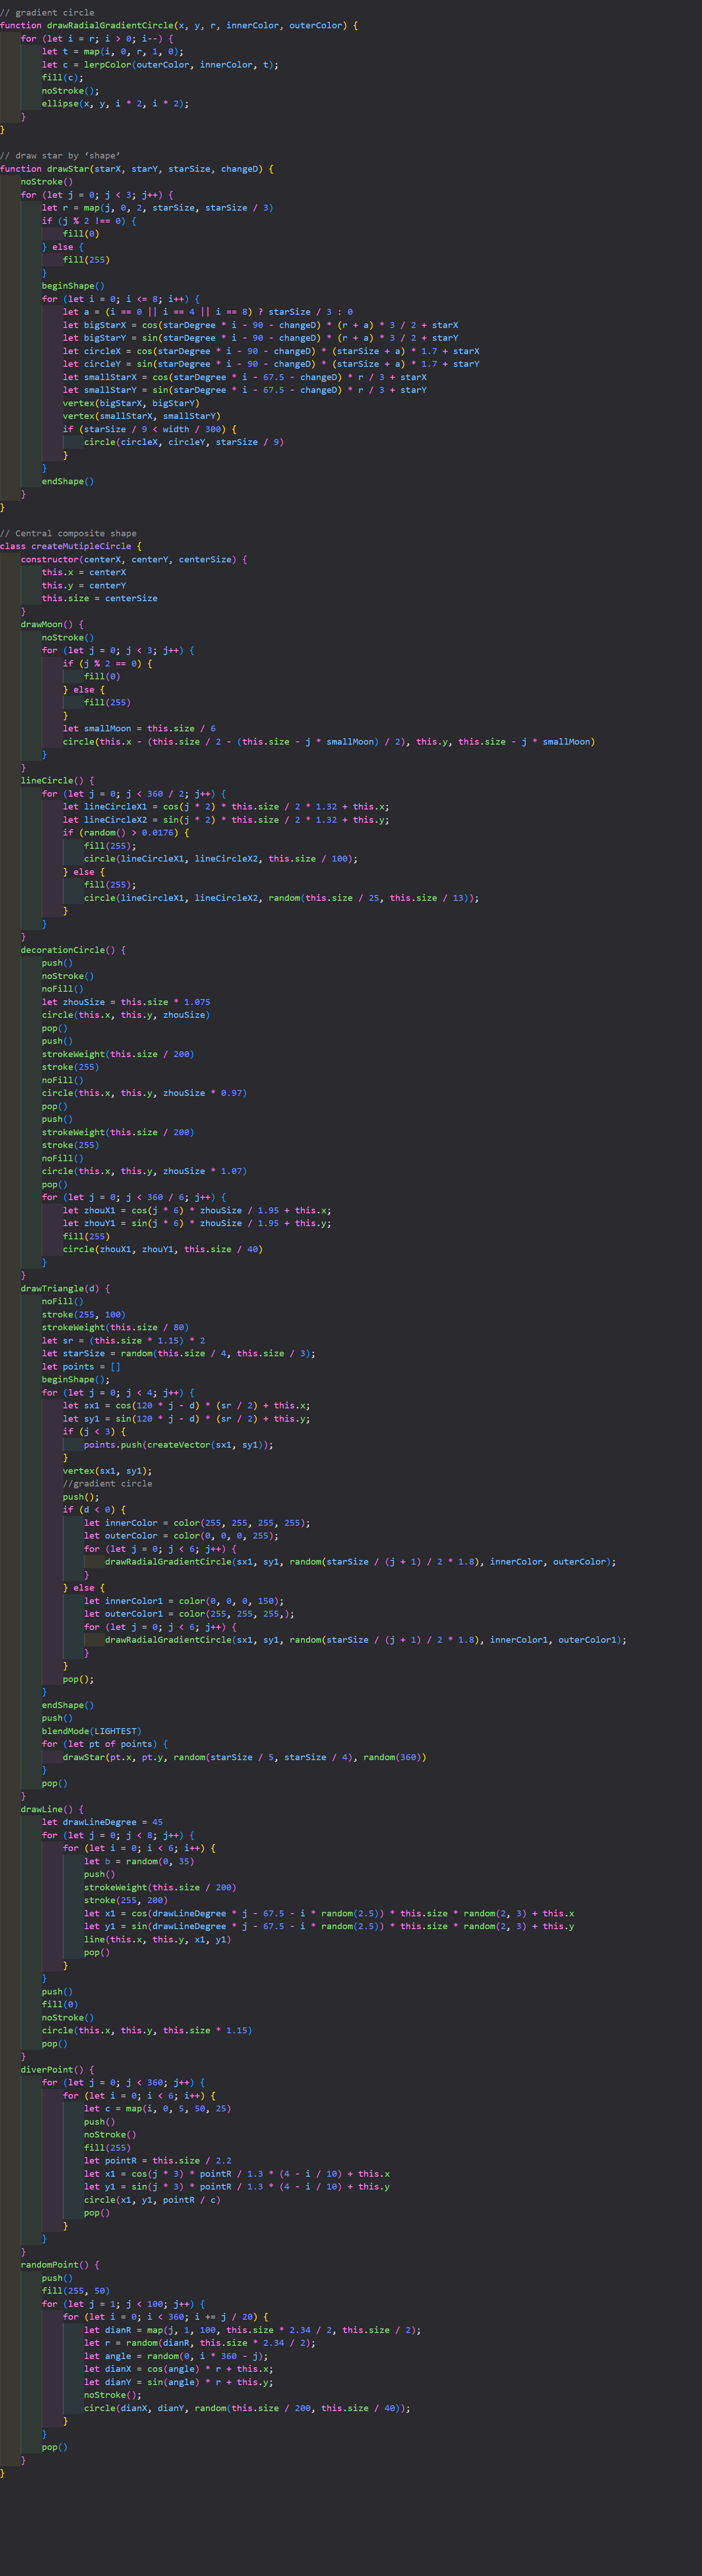 // gradient circle
function drawRadialGradientCircle(x, y, r, innerColor, outerColor) {
    for (let i = r; i > 0; i--) {
        let t = map(i, 0, r, 1, 0);
        let c = lerpColor(outerColor, innerColor, t);
        fill(c);
        noStroke();
        ellipse(x, y, i * 2, i * 2);
    }
}

// draw star by ‘shape’
function drawStar(starX, starY, starSize, changeD) {
    noStroke()
    for (let j = 0; j < 3; j++) {
        let r = map(j, 0, 2, starSize, starSize / 3)
        if (j % 2 !== 0) {
            fill(0)
        } else {
            fill(255)
        }
        beginShape()
        for (let i = 0; i <= 8; i++) {
            let a = (i == 0 || i == 4 || i == 8) ? starSize / 3 : 0
            let bigStarX = cos(starDegree * i - 90 - changeD) * (r + a) * 3 / 2 + starX
            let bigStarY = sin(starDegree * i - 90 - changeD) * (r + a) * 3 / 2 + starY
            let circleX = cos(starDegree * i - 90 - changeD) * (starSize + a) * 1.7 + starX
            let circleY = sin(starDegree * i - 90 - changeD) * (starSize + a) * 1.7 + starY
            let smallStarX = cos(starDegree * i - 67.5 - changeD) * r / 3 + starX
            let smallStarY = sin(starDegree * i - 67.5 - changeD) * r / 3 + starY
            vertex(bigStarX, bigStarY)
            vertex(smallStarX, smallStarY)
            if (starSize / 9 < width / 300) {
                circle(circleX, circleY, starSize / 9)
            }
        }
        endShape()
    }
}

// Central composite shape
class createMutipleCircle {
    constructor(centerX, centerY, centerSize) {
        this.x = centerX
        this.y = centerY
        this.size = centerSize
    }
    drawMoon() {
        noStroke()
        for (let j = 0; j < 3; j++) {
            if (j % 2 == 0) {
                fill(0)
            } else {
                fill(255)
            }
            let smallMoon = this.size / 6
            circle(this.x - (this.size / 2 - (this.size - j * smallMoon) / 2), this.y, this.size - j * smallMoon)
        }
    }
    lineCircle() {
        for (let j = 0; j < 360 / 2; j++) {
            let lineCircleX1 = cos(j * 2) * this.size / 2 * 1.32 + this.x;
            let lineCircleX2 = sin(j * 2) * this.size / 2 * 1.32 + this.y;
            if (random() > 0.0176) {
                fill(255);
                circle(lineCircleX1, lineCircleX2, this.size / 100);
            } else {
                fill(255);
                circle(lineCircleX1, lineCircleX2, random(this.size / 25, this.size / 13));
            }
        }
    }
    decorationCircle() {
        push()
        noStroke()
        noFill()
        let zhouSize = this.size * 1.075
        circle(this.x, this.y, zhouSize)
        pop()
        push()
        strokeWeight(this.size / 200)
        stroke(255)
        noFill()
        circle(this.x, this.y, zhouSize * 0.97)
        pop()
        push()
        strokeWeight(this.size / 200)
        stroke(255)
        noFill()
        circle(this.x, this.y, zhouSize * 1.07)
        pop()
        for (let j = 0; j < 360 / 6; j++) {
            let zhouX1 = cos(j * 6) * zhouSize / 1.95 + this.x;
            let zhouY1 = sin(j * 6) * zhouSize / 1.95 + this.y;
            fill(255)
            circle(zhouX1, zhouY1, this.size / 40)
        }
    }
    drawTriangle(d) {
        noFill()
        stroke(255, 100)
        strokeWeight(this.size / 80)
        let sr = (this.size * 1.15) * 2
        let starSize = random(this.size / 4, this.size / 3);
        let points = []
        beginShape();
        for (let j = 0; j < 4; j++) {
            let sx1 = cos(120 * j - d) * (sr / 2) + this.x;
            let sy1 = sin(120 * j - d) * (sr / 2) + this.y;
            if (j < 3) {
                points.push(createVector(sx1, sy1));
            }
            vertex(sx1, sy1);
            //gradient circle
            push();
            if (d < 0) {
                let innerColor = color(255, 255, 255, 255);
                let outerColor = color(0, 0, 0, 255);
                for (let j = 0; j < 6; j++) {
                    drawRadialGradientCircle(sx1, sy1, random(starSize / (j + 1) / 2 * 1.8), innerColor, outerColor);
                }
            } else {
                let innerColor1 = color(0, 0, 0, 150);
                let outerColor1 = color(255, 255, 255,);
                for (let j = 0; j < 6; j++) {
                    drawRadialGradientCircle(sx1, sy1, random(starSize / (j + 1) / 2 * 1.8), innerColor1, outerColor1);
                }
            }
            pop();
        }
        endShape()
        push()
        blendMode(LIGHTEST)
        for (let pt of points) {
            drawStar(pt.x, pt.y, random(starSize / 5, starSize / 4), random(360))
        }
        pop()
    }
    drawLine() {
        let drawLineDegree = 45
        for (let j = 0; j < 8; j++) {
            for (let i = 0; i < 6; i++) {
                let b = random(0, 35)
                push()
                strokeWeight(this.size / 200)
                stroke(255, 200)
                let x1 = cos(drawLineDegree * j - 67.5 - i * random(2.5)) * this.size * random(2, 3) + this.x
                let y1 = sin(drawLineDegree * j - 67.5 - i * random(2.5)) * this.size * random(2, 3) + this.y
                line(this.x, this.y, x1, y1)
                pop()
            }
        }
        push()
        fill(0)
        noStroke()
        circle(this.x, this.y, this.size * 1.15)
        pop()
    }
    diverPoint() {
        for (let j = 0; j < 360; j++) {
            for (let i = 0; i < 6; i++) {
                let c = map(i, 0, 5, 50, 25)
                push()
                noStroke()
                fill(255)
                let pointR = this.size / 2.2
                let x1 = cos(j * 3) * pointR / 1.3 * (4 - i / 10) + this.x
                let y1 = sin(j * 3) * pointR / 1.3 * (4 - i / 10) + this.y
                circle(x1, y1, pointR / c)
                pop()
            }
        }
    }
    randomPoint() {
        push()
        fill(255, 50)
        for (let j = 1; j < 100; j++) {
            for (let i = 0; i < 360; i += j / 20) {
                let dianR = map(j, 1, 100, this.size * 2.34 / 2, this.size / 2);
                let r = random(dianR, this.size * 2.34 / 2);
                let angle = random(0, i * 360 - j);
                let dianX = cos(angle) * r + this.x;
                let dianY = sin(angle) * r + this.y;
                noStroke();
                circle(dianX, dianY, random(this.size / 200, this.size / 40));
            }
        }
        pop()
    }
}